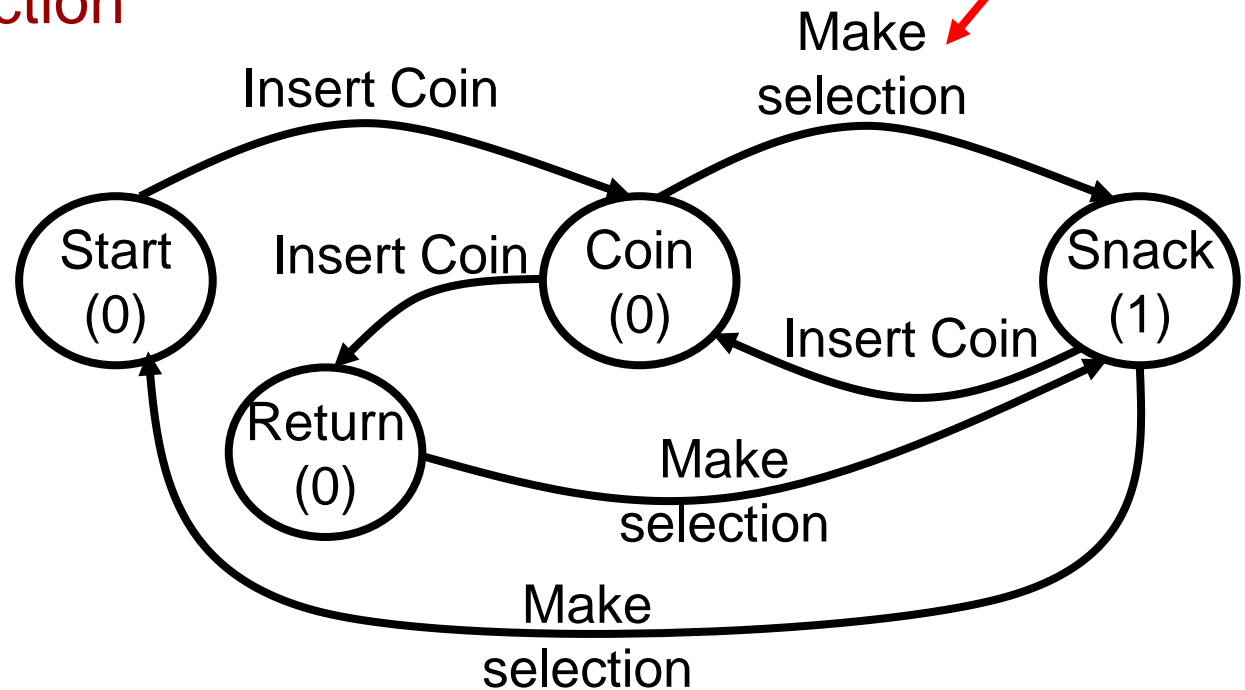 Make
selection
Insert Coin
Start
(0)
Insert Coin
Coin
(0)
Snack
(1)
Insert Coin
Return
(0)
Make
selection
Make
selection